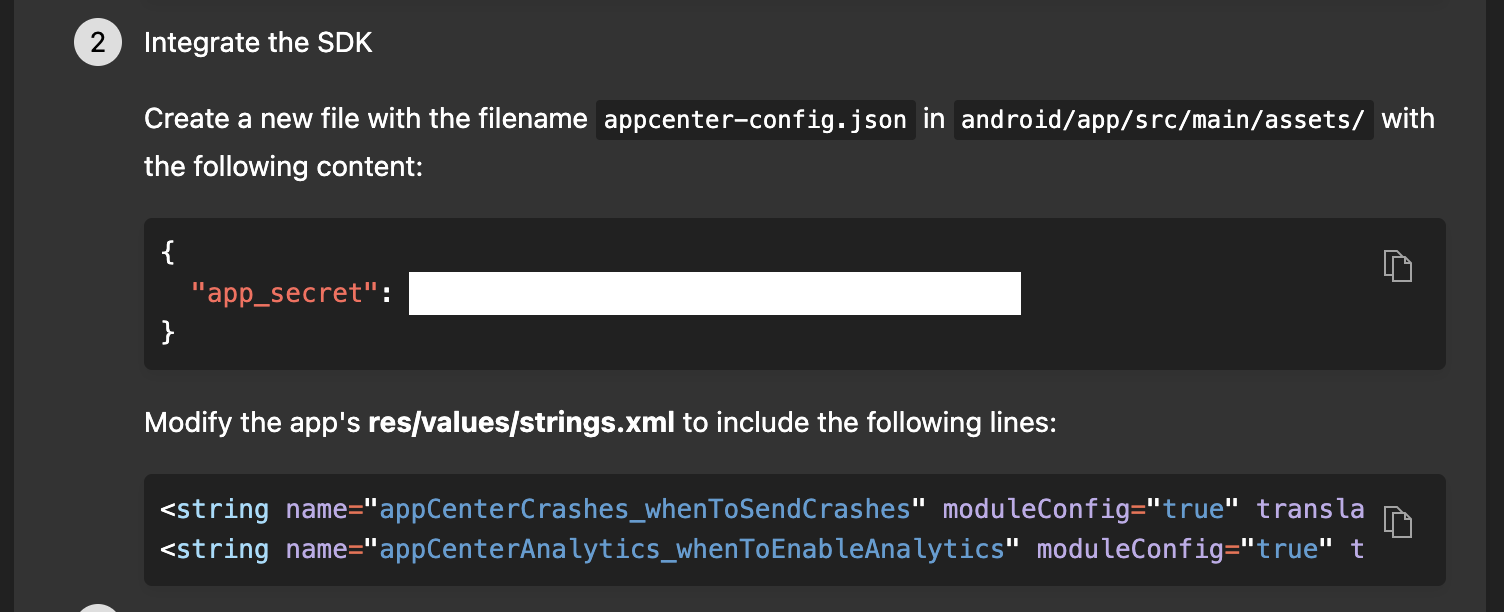 2 Integrate the SDK
Create a new file with the filename appcenter-config.json in android/app/src/main/assets/ with
the following content:
{
"app_secret":
}
Modify the app's res/values/strings.xml to include the following lines:
<string name="appCenterCrashes_whenToSendCrashes" moduleConfig="true" transla
<string name="appCenterAnalytics_whenToEnableAnalytics" moduleConfig="true" t